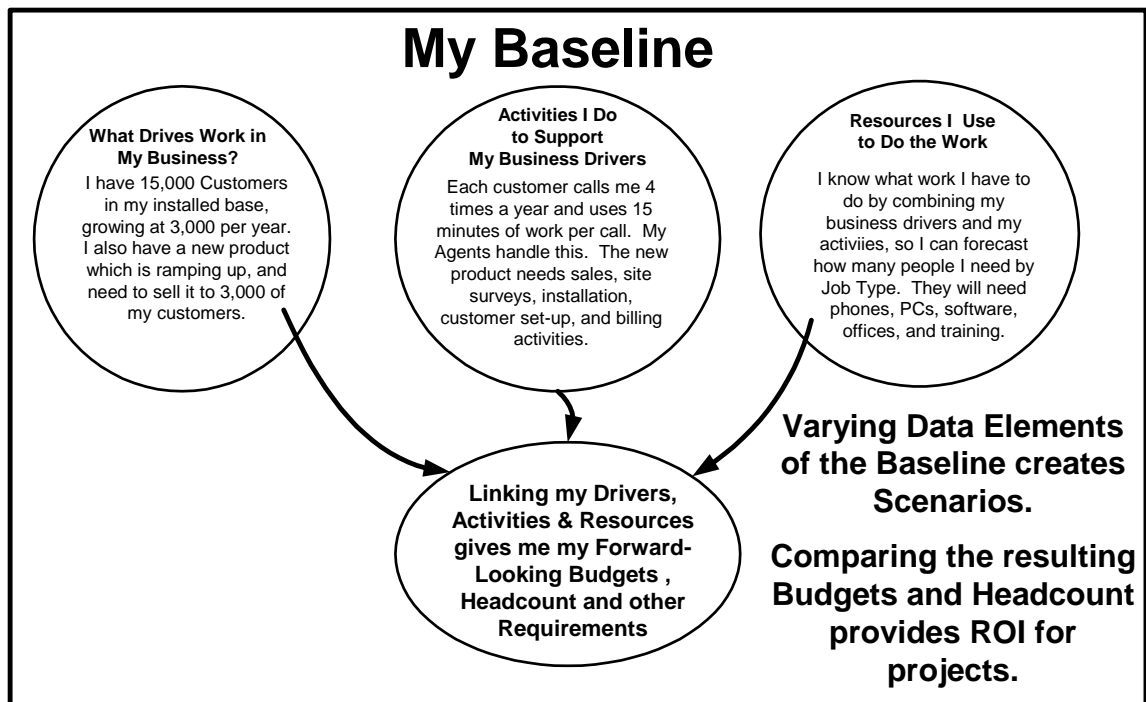 My Baseline
What Drives Work in
My Business?
I have 15,000 Customers
in my installed base,
growing at 3,000 per year.
I also have a new product
which is ramping up, and
need to sell it to 3,000 of
my customers.
Activities I Do
to Support
My Business Drivers
Each customer calls me 4
times a year and uses 15
minutes of work per call.  My
Agents handle this.  The new
product needs sales, site
surveys, installation,
customer set-up, and billing
activities.
Resources I  Use
to Do the Work
I know what work I have to
do by combining my
business drivers and my
activiies, so I can forecast
how many people I need by
Job Type.  They will need
phones, PCs, software,
offices, and training.
Linking my Drivers,
Activities & Resources
gives me my Forward-
Looking Budgets ,
Headcount and other
Requirements
Varying Data Elements
of the Baseline creates
Scenarios.
Comparing the resulting
Budgets and Headcount
provides ROI for
projects.